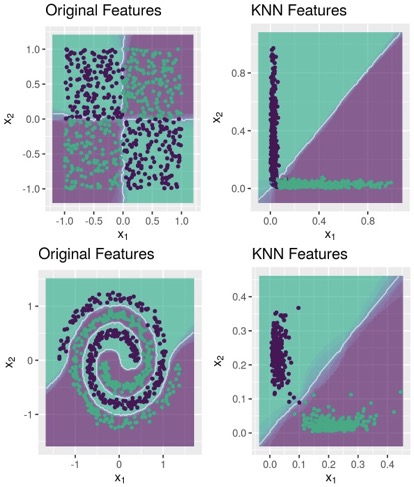 Original Features
KNN Features
1.0
0.5
0.0
-0.5
-1.0
x2
-1.0 -0.5 0.0 0.5 1.0
x1
0.8
0.4
0.0
x2
0.0 0.4 0.8
x1
Original Features
KNN Features
1
0
-1
x2
-1 0 1
x1
0.4
0.3
0.2
0.1
0.0
x2
0.0 0.1 0.2 0.3 0.4
x1